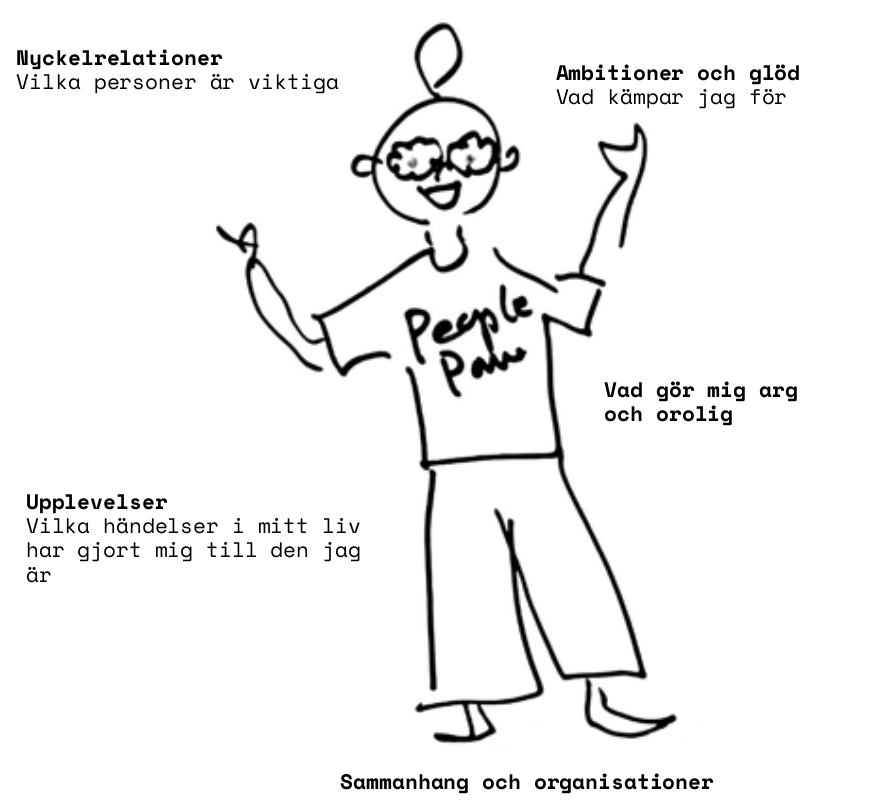 Nyckelrelationer
Vilka personer är viktiga
Ambitioner och glöd
Vad kämpar jag för
People
Vad gör mig arg
och orolig
Upplevelser
Vilka händelser i mitt liv
har gjort mig till den jag
är
Sammanhang och organisationer